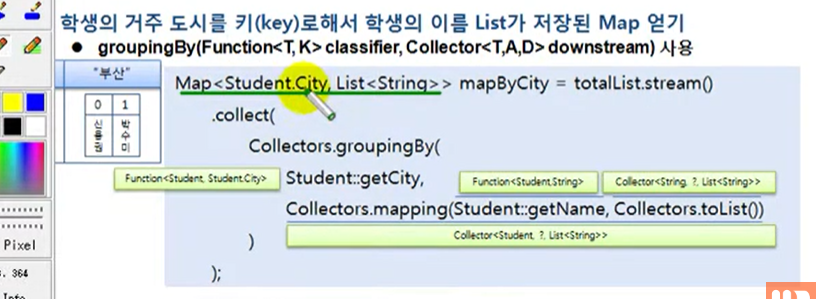 학생의 거주 도시를 키(key)로해서 학생의 이름 List가 저장된 Map 얻기
● groupingBy(Function<T, K> classifier, Collector<T,A,D> downstream) 사용
"부산"
0 1
신용권 박수미
Map<Student.City, List<String>> mapByCity = totalList.stream()
.collect(
Collectors.groupingBy(
Function<Student, Student.City>
Student::getCity,
Function<Student,String>
Collector<String, ?, List<String>>
Collectors.mapping(Student::getName, Collectors.toList())
)
Collector<Student, ?, List<String>>
);
Pixel
364
Info